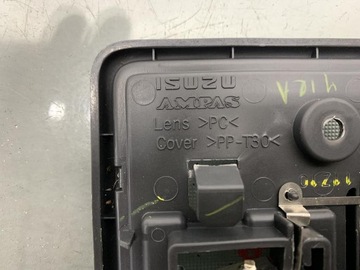 ISUZU
AMPAS
Lens >PC<
Cover >PP-T30<